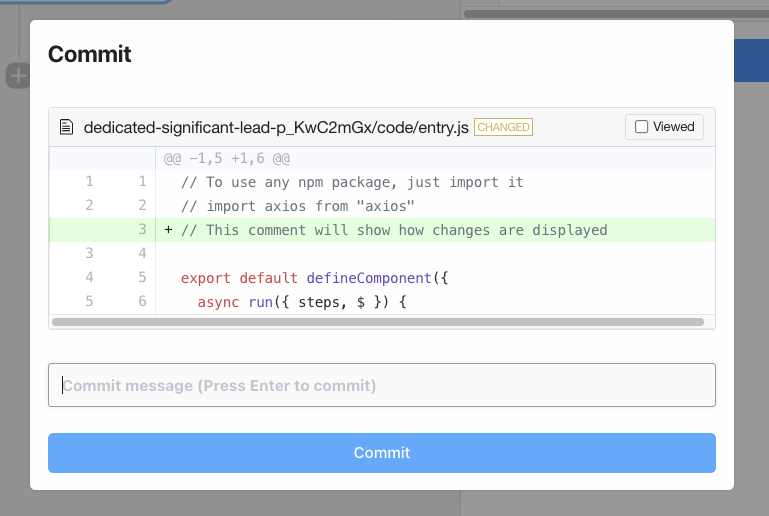 Commit
dedicated-significant-lead-p_KwC2mGx/code/entry.js CHANGED Viewed
@@ -1,5 +1,6 @@
1 1 // To use any npm package, just import it
2 2 // import axios from "axios"
3 + // This comment will show how changes are displayed
3 4
4 5 export default defineComponent({
5 6 async run({ steps, $ }) {
Commit message (Press Enter to commit)
Commit